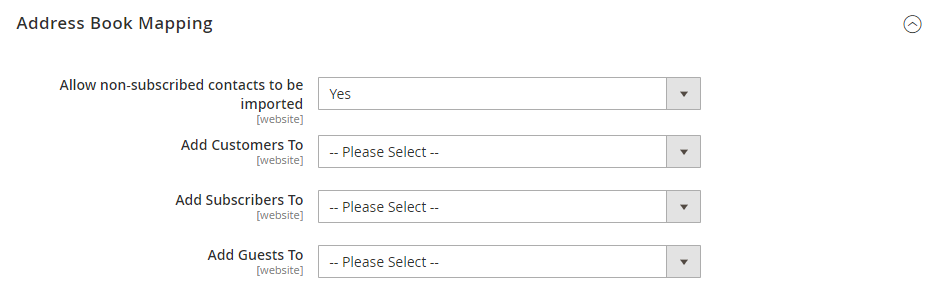 Address Book Mapping
Allow non-subscribed contacts to be
imported
[website]
Yes
Add Customers To
[website]
-- Please Select --
Add Subscribers To
[website]
-- Please Select --
Add Guests To
[website]
-- Please Select --